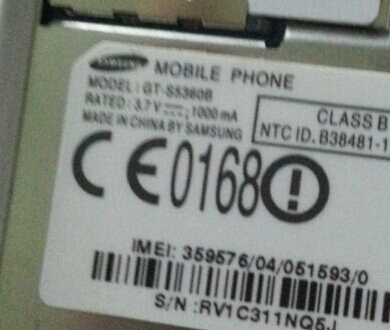 SAMSUNG MOBILE PHONE
MODEL: GT-S5360B
RATED: 3.7 V ⎓; 1000 mA
MADE IN CHINA BY SAMSUNG
CLASS B
NTC ID. B38481-1
CE0168
IMEI: 359576/04/051593/0
S/N :RV1C311NQ5J